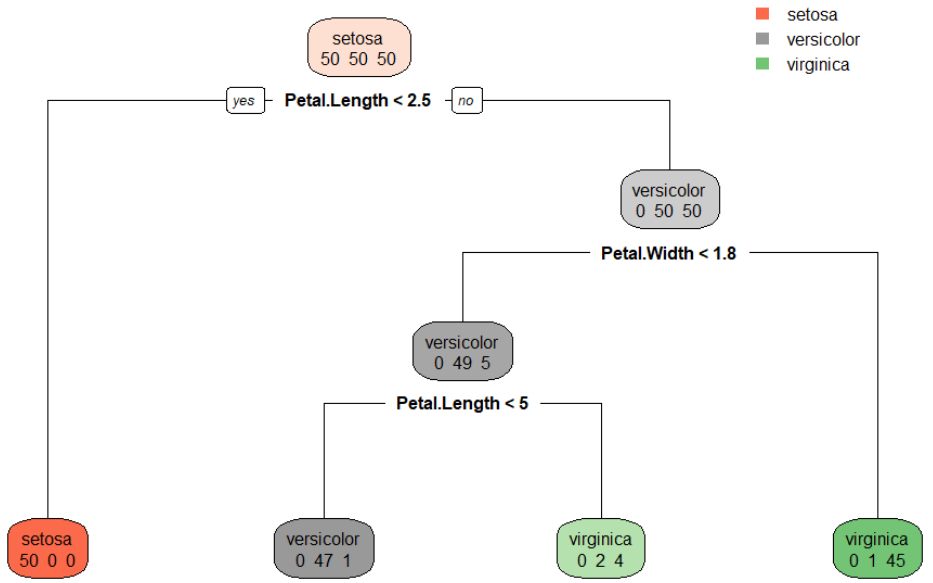 setosa
50 50 50
setosa
versicolor
virginica
yes
Petal.Length < 2.5
no
versicolor
0 50 50
Petal.Width < 1.8
versicolor
0 49 5
Petal.Length < 5
setosa
50 0 0
versicolor
0 47 1
virginica
0 2 4
virginica
0 1 45